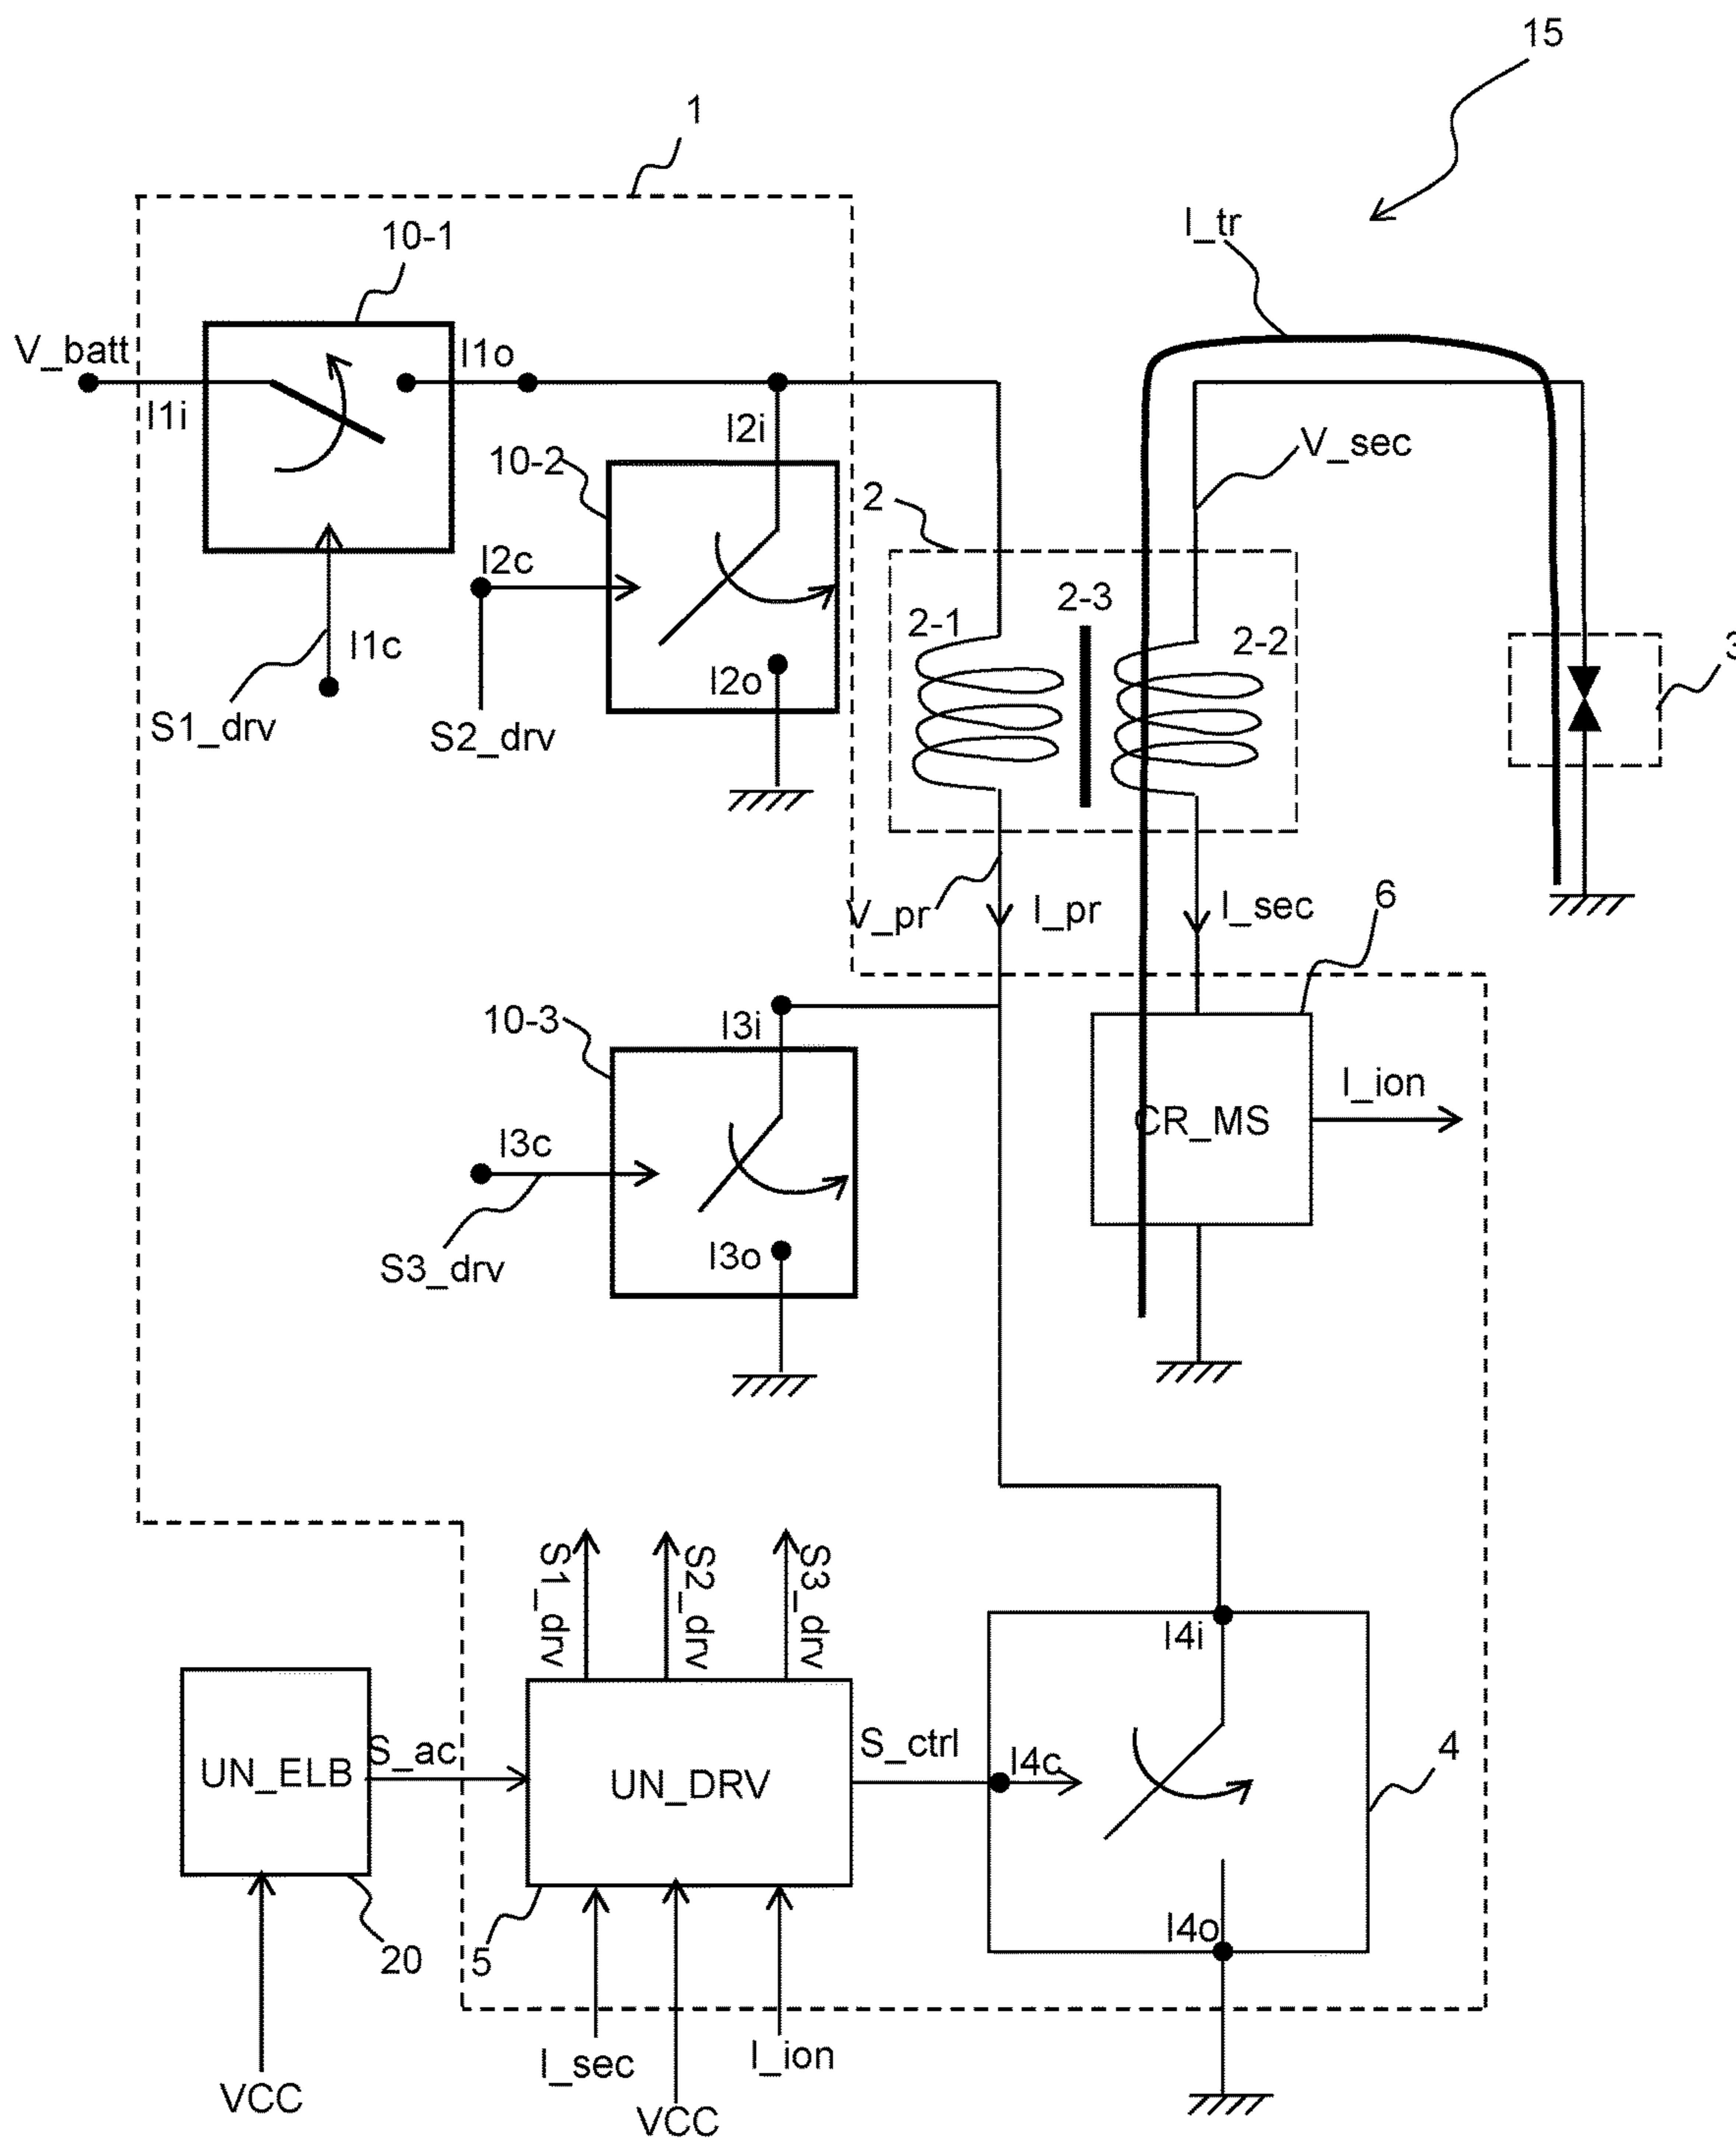 15
1
I_tr
10-1
V_batt
I1o
I1i
I2i
V_sec
10-2
2
I2c
2-3
2-1
2-2
3
I1c
I2o
S1_drv
S2_drv
6
V_pr
I_pr
I_sec
10-3
I3i
I_ion
CR_MS
I3c
I3o
S3_drv
S1_drv
S2_drv
S3_drv
I4i
S_ac
S_ctrl
I4c
4
UN_ELB
UN_DRV
I4o
20
5
I_sec
I_ion
VCC
VCC